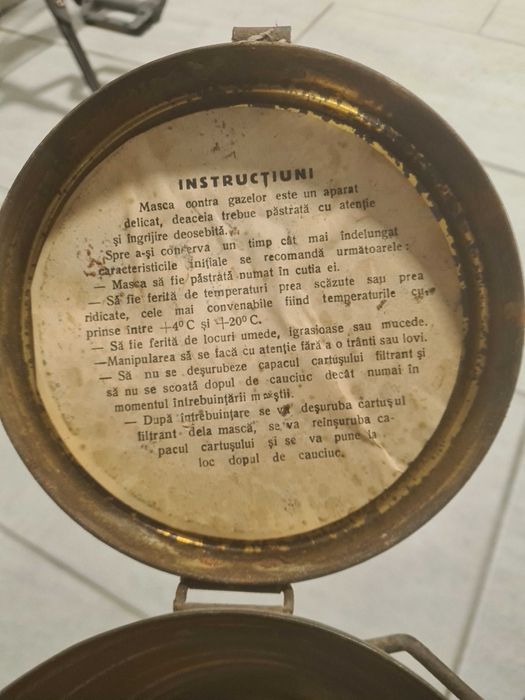 INSTRUCȚIUNI
Masca contra gazelor este un aparat
delicat, deaceia trebue păstrată cu atenție
și îngrijire deosebită.
Spre a-și conserva un timp cât mai îndelungat
caracteristicile inițiale se recomandă următoarele:
— Masca să fie păstrată numat în cutia ei.
— Să fie ferită de temperaturi prea scăzute sau prea
ridicate, cele mai convenabile fiind temperaturile cu-
prinse între +4°C și +20°C.
— Să fie ferită de locuri umede, igrasioase sau mucede.
—Manipularea să se facă cu atenție fără a o trânti sau lovi.
— Să nu se deșurubeze capacul cartușului filtrant și
să nu se scoată dopul de cauciuc decât numai în
momentul întrebuințării măștii.
— După întrebuințare se va deșuruba cartușul
filtrant dela mască, se va reînșuruba ca-
pacul cartușului și se va pune la
loc dopul de cauciuc.